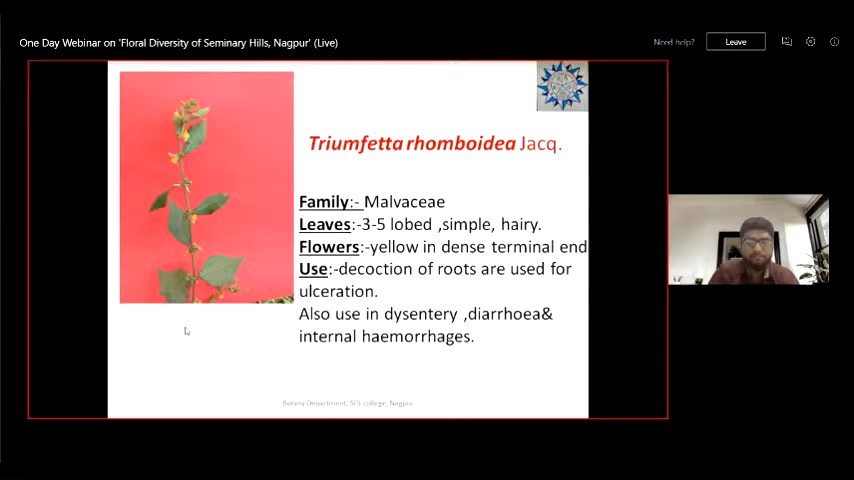 One Day Webinar on 'Floral Diversity of Seminary Hills, Nagpur' (Live)
Need help?
Leave
Triumfetta rhomboidea Jacq.
Family:- Malvaceae
Leaves:-3-5 lobed ,simple, hairy.
Flowers:-yellow in dense terminal end
Use:-decoction of roots are used for
ulceration.
Also use in dysentery ,diarrhoea&
internal haemorrhages.
Botany Department, SFS college, Nagpur